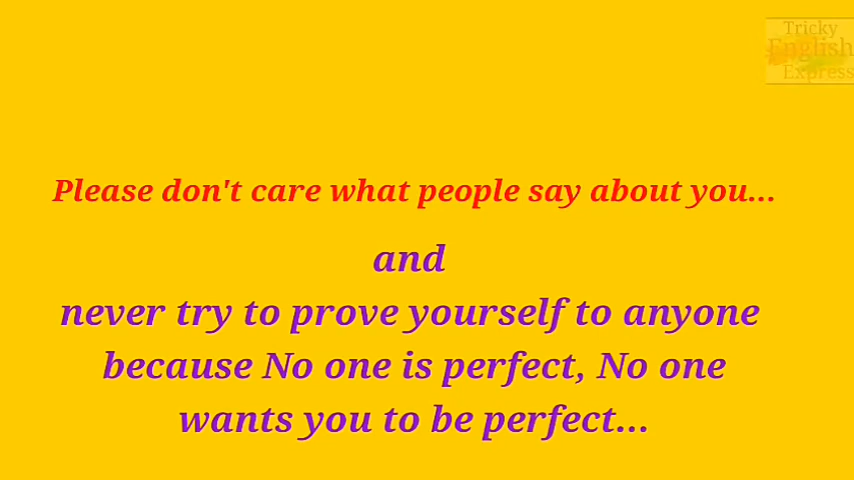 Tricky
English
Express
Please don't care what people say about you...
and
never try to prove yourself to anyone
because No one is perfect, No one
wants you to be perfect...